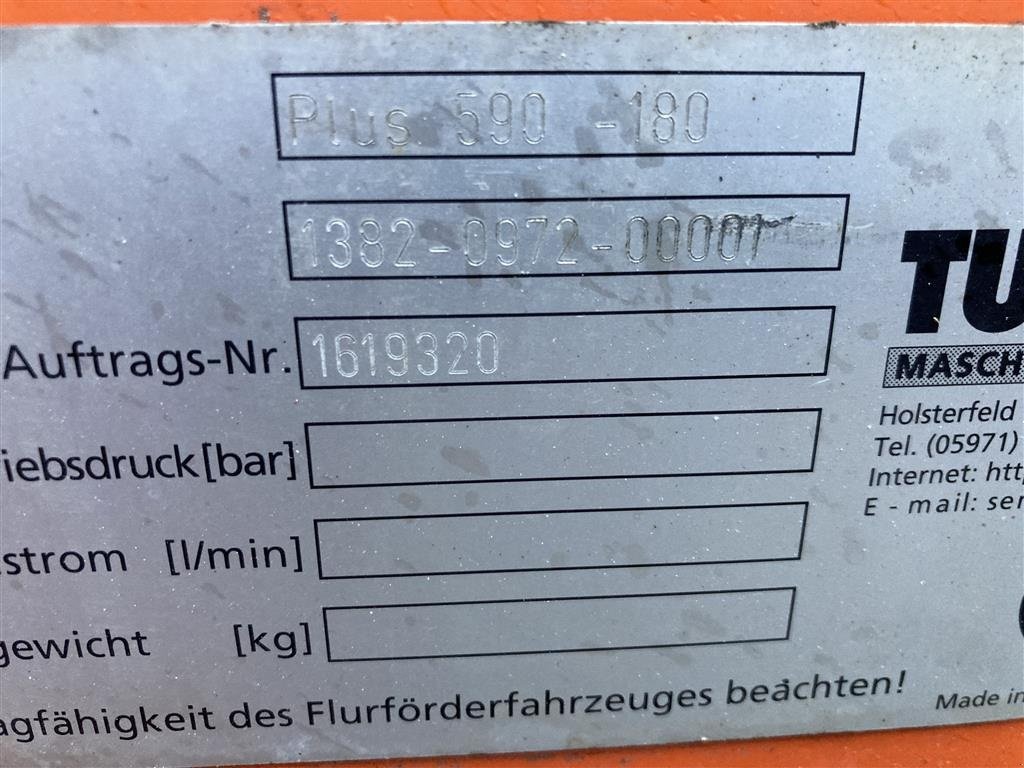 Plus 590 -180
1382-0972-00001
Auftrags-Nr. 1619320
iebsdruck [bar]
strom [l/min]
gewicht [kg]
agfähigkeit des Flurförderfahrzeuges beachten!
TU
MASCH
Holsterfeld
Tel. (05971)
Internet: htt
E - mail: ser
Made in